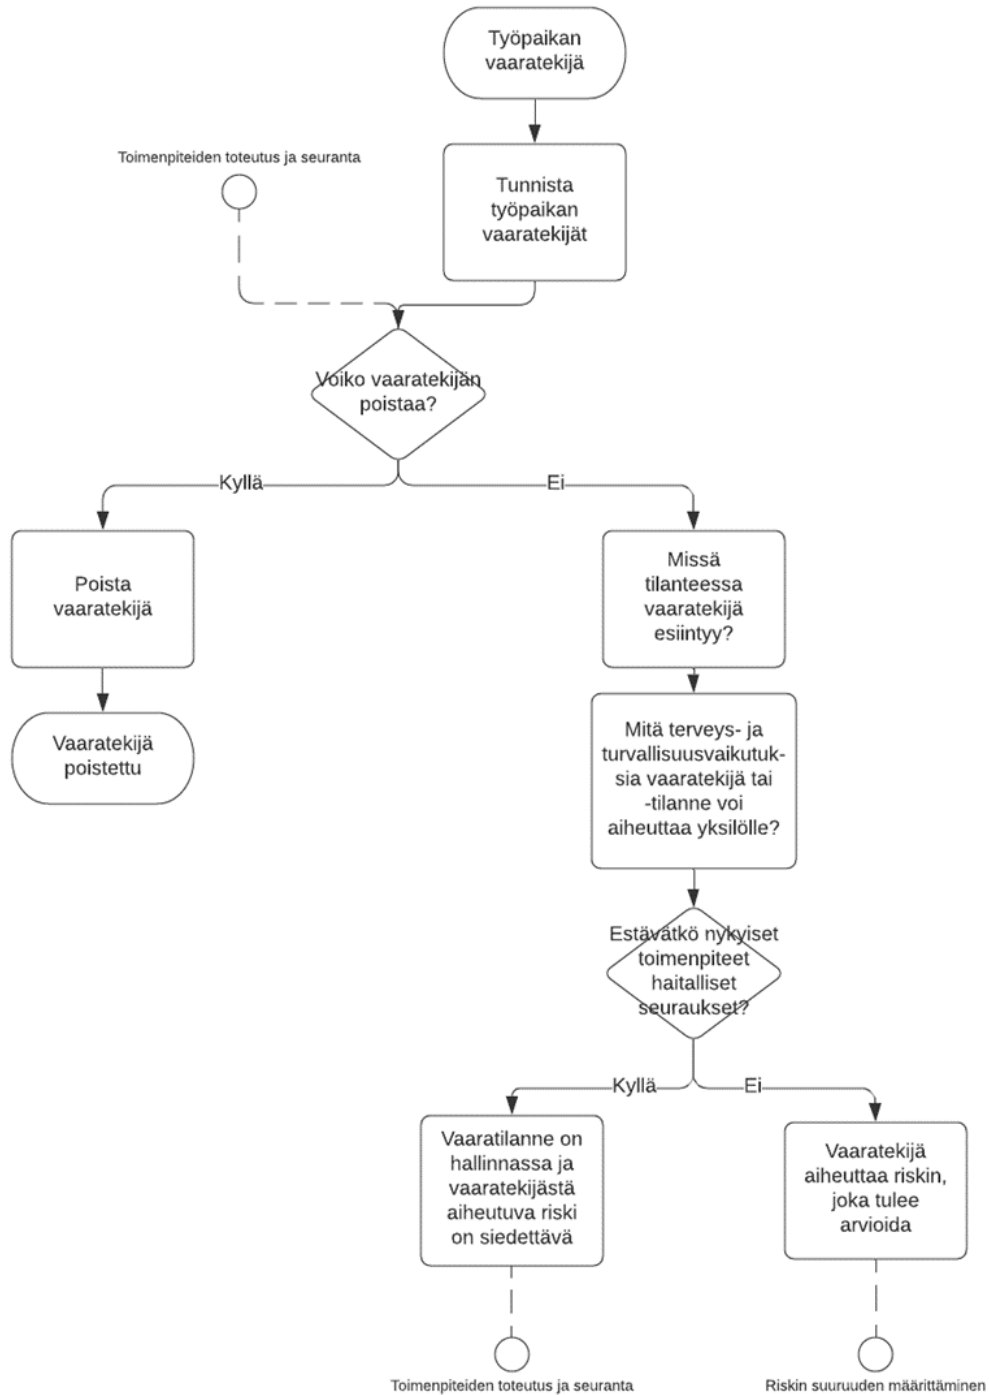 Työpaikan
vaaratekijä
Toimenpiteiden toteutus ja seuranta
Tunnista
työpaikan
vaaratekijät
Voiko vaaratekijän
poistaa?
Kyllä
Ei
Poista
vaaratekijä
Vaaratekijä
poistettu
Missä
tilanteessa
vaaratekijä
esiintyy?
Mitä terveys- ja
turvallisuusvaikutuk-
sia vaaratekijä tai
-tilanne voi
aiheuttaa yksilölle?
Estävätkö nykyiset
toimenpiteet
haitalliset
seuraukset?
Kyllä
Ei
Vaaratilanne on
hallinnassa ja
vaaratekijästä
aiheutuva riski
on siedettävä
Vaaratekijä
aiheuttaa riskin,
joka tulee
arvioida
Toimenpiteiden toteutus ja seuranta
Riskin suuruuden määrittäminen